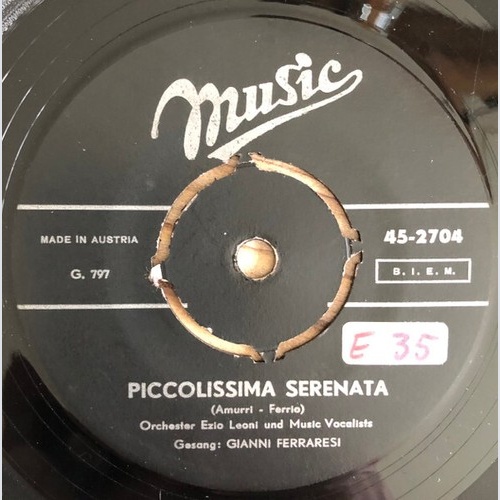 music
MADE IN AUSTRIA
45-2704
G. 797
B. I. E. M.
E 35
PICCOLISSIMA SERENATA
(Amurri - Ferrio)
Orchester Ezio Leoni und Music Vocalists
Gesang: GIANNI FERRARESI